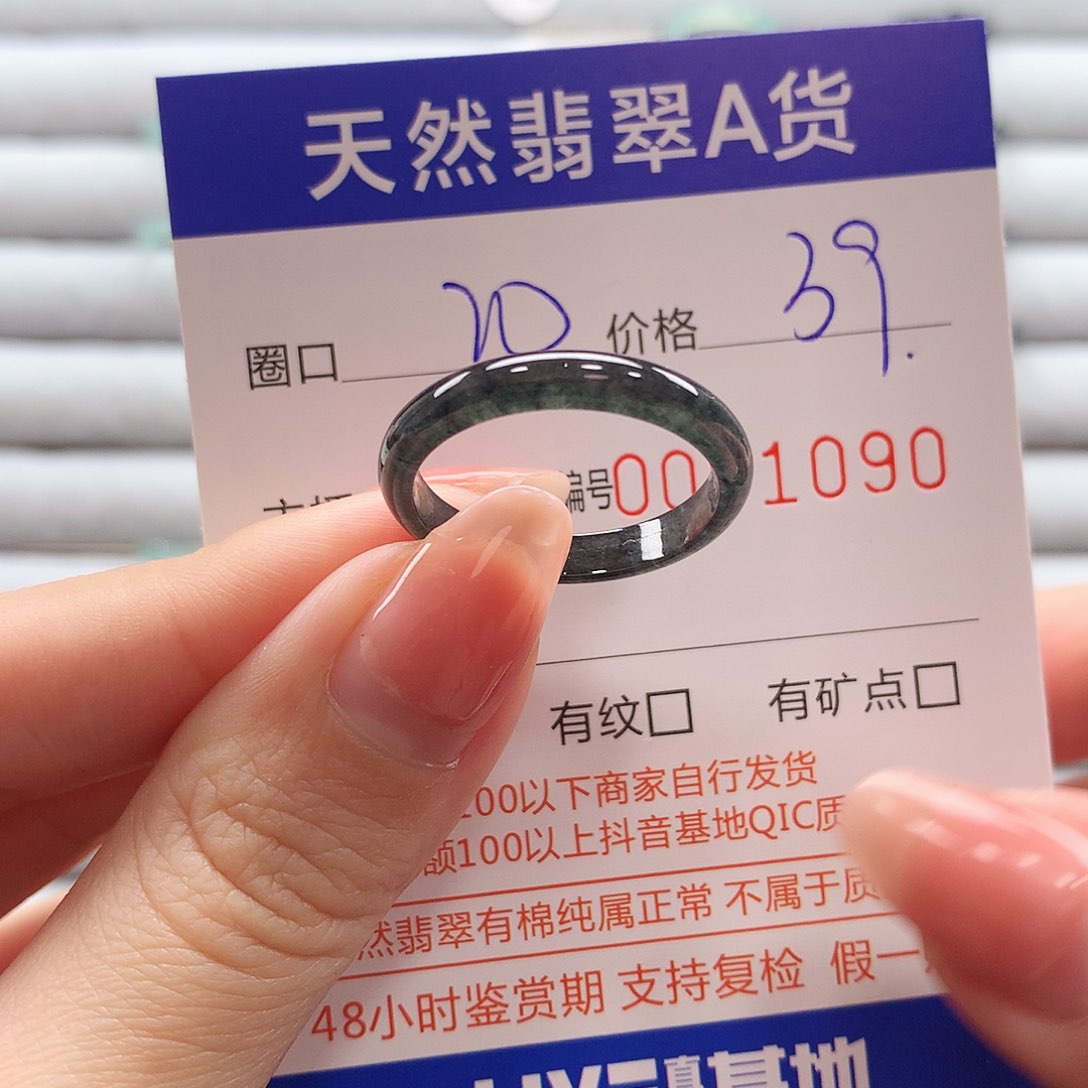 天然翡翠A货
圈口 20 价格 39.
编号 00 1090
有纹□ 有矿点□
100以下商家自行发货
额100以上抖音基地QIC质
然翡翠有棉纯属正常 不属于质
48小时鉴赏期 支持复检 假一
基地